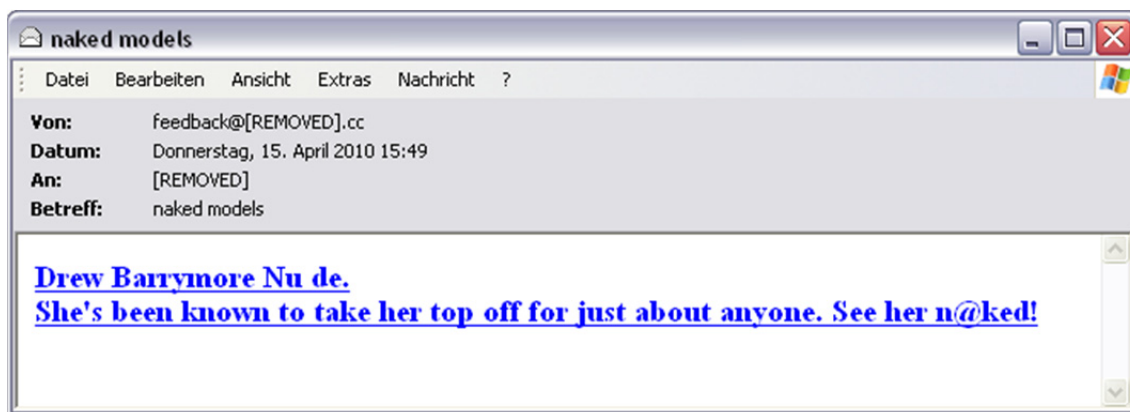 naked models
Datei Bearbeiten Ansicht Extras Nachricht ?
Von: feedback@[REMOVED].cc
Datum: Donnerstag, 15. April 2010 15:49
An: [REMOVED]
Betreff: naked models
Drew Barrymore Nu de.
She's been known to take her top off for just about anyone. See her n@ked!